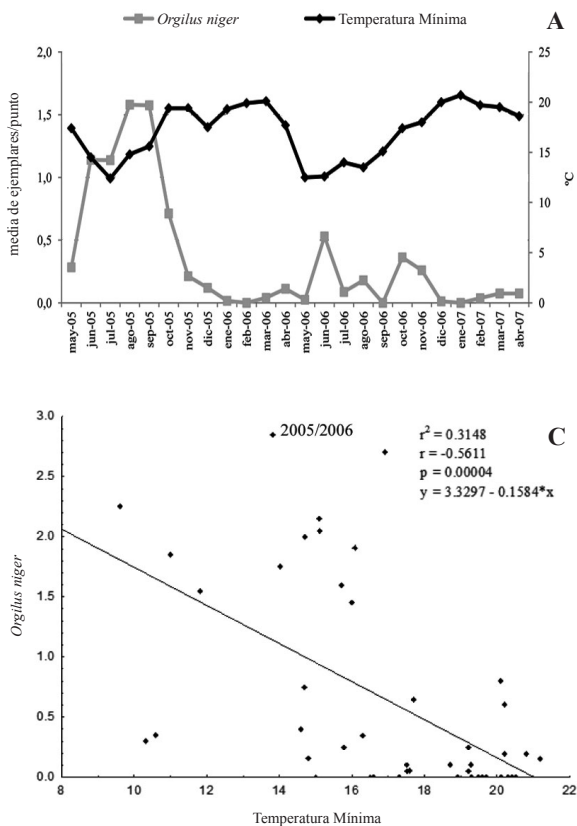 Orgilus niger Temperatura Mínima A
media de ejemplares/punto
2,0
1,5
1,0
0,5
0,0
25
20
15
10
5
0
ºC
may-05
jun-05
jul-05
ago-05
sep-05
oct-05
nov-05
dic-05
ene-06
feb-06
mar-06
abr-06
may-06
jun-06
jul-06
ago-06
sep-06
oct-06
nov-06
dic-06
ene-07
feb-07
mar-07
abr-07
C
2005/2006
r² = 0.3148
r = -0.5611
p = 0.00004
y = 3.3297 - 0.1584*x
Orgilus niger
3.0
2.5
2.0
1.5
1.0
0.5
0.0
8 10 12 14 16 18 20 22
Temperatura Mínima